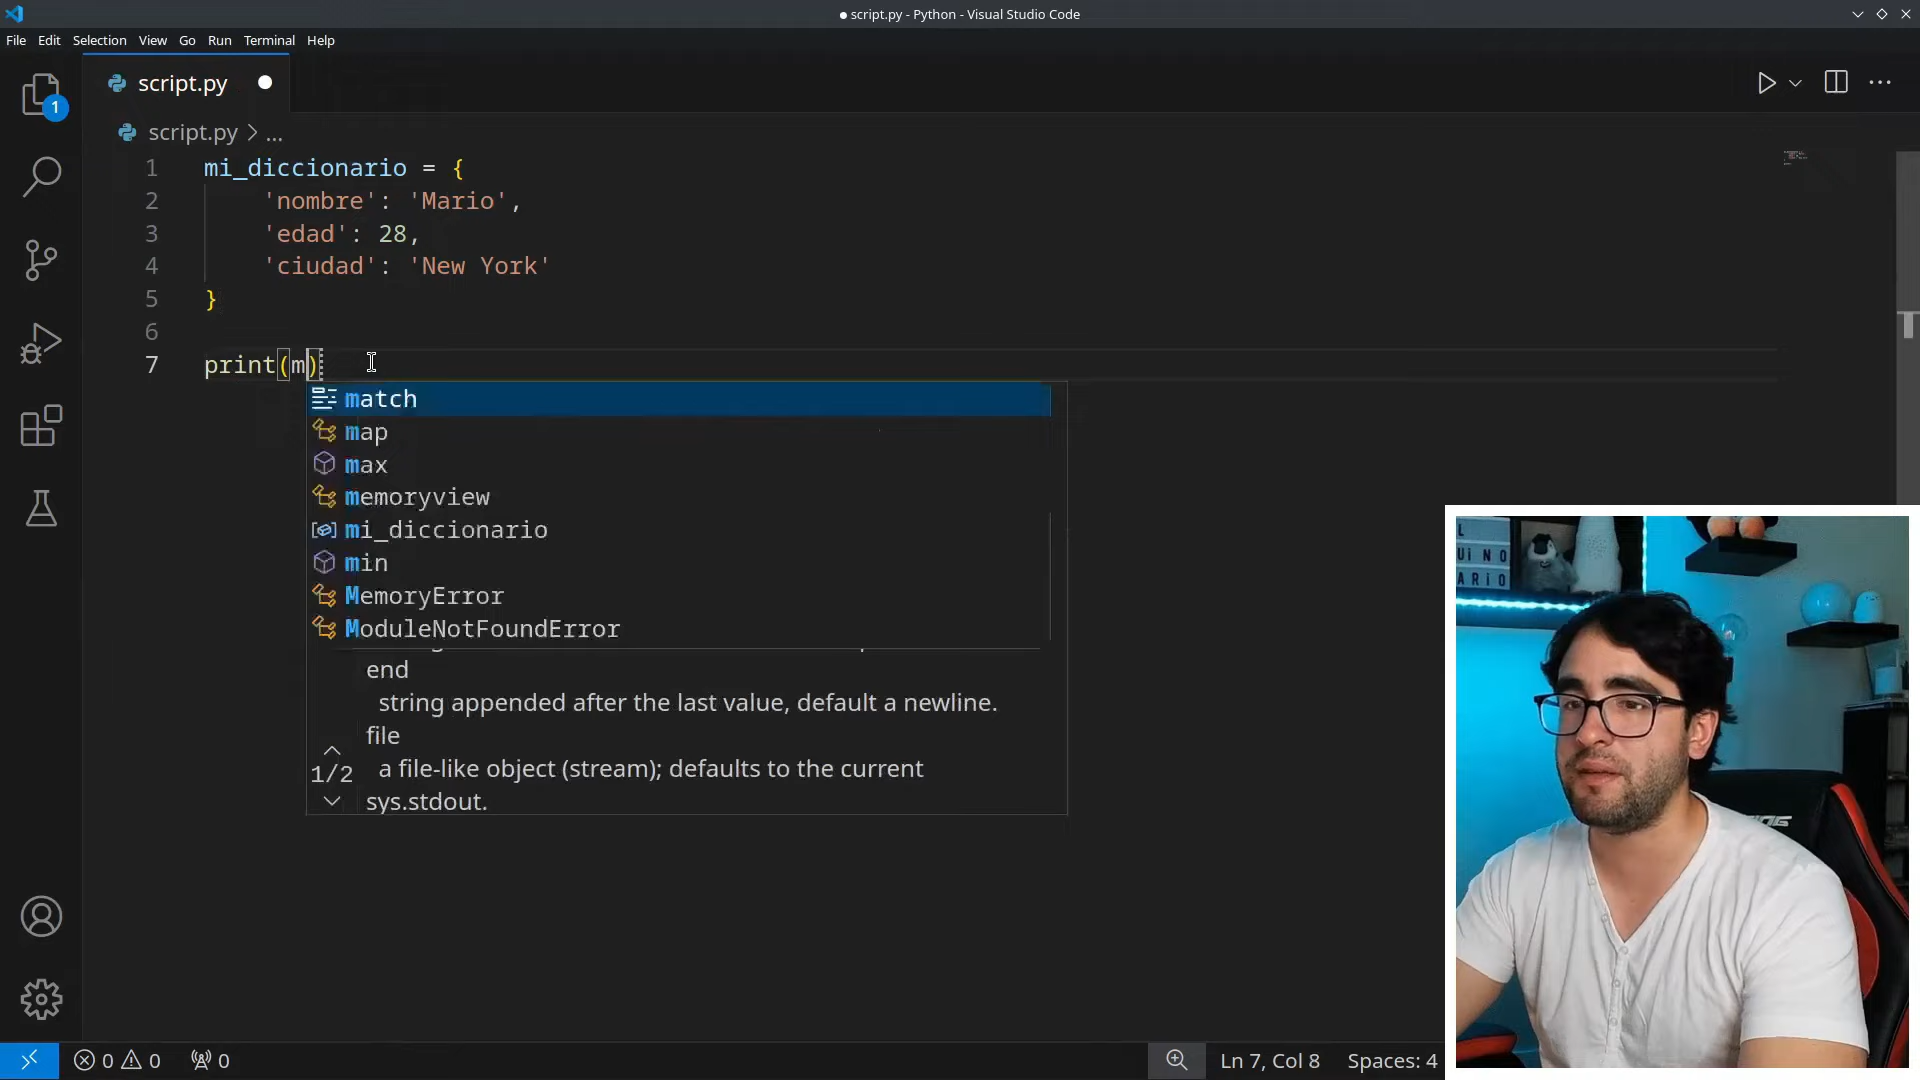 script.py - Python - Visual Studio Code
File Edit Selection View Go Run Terminal Help
script.py
1
script.py > ...
1 mi_diccionario = {
2 'nombre': 'Mario',
3 'edad': 28,
4 'ciudad': 'New York'
5 }
6
7 print(m)
match
map
max
memoryview
mi_diccionario
min
MemoryError
ModuleNotFoundError
end
string appended after the last value, default a newline.
file
1/2 a file-like object (stream); defaults to the current
sys.stdout.
0 0 0
Ln 7, Col 8 Spaces: 4